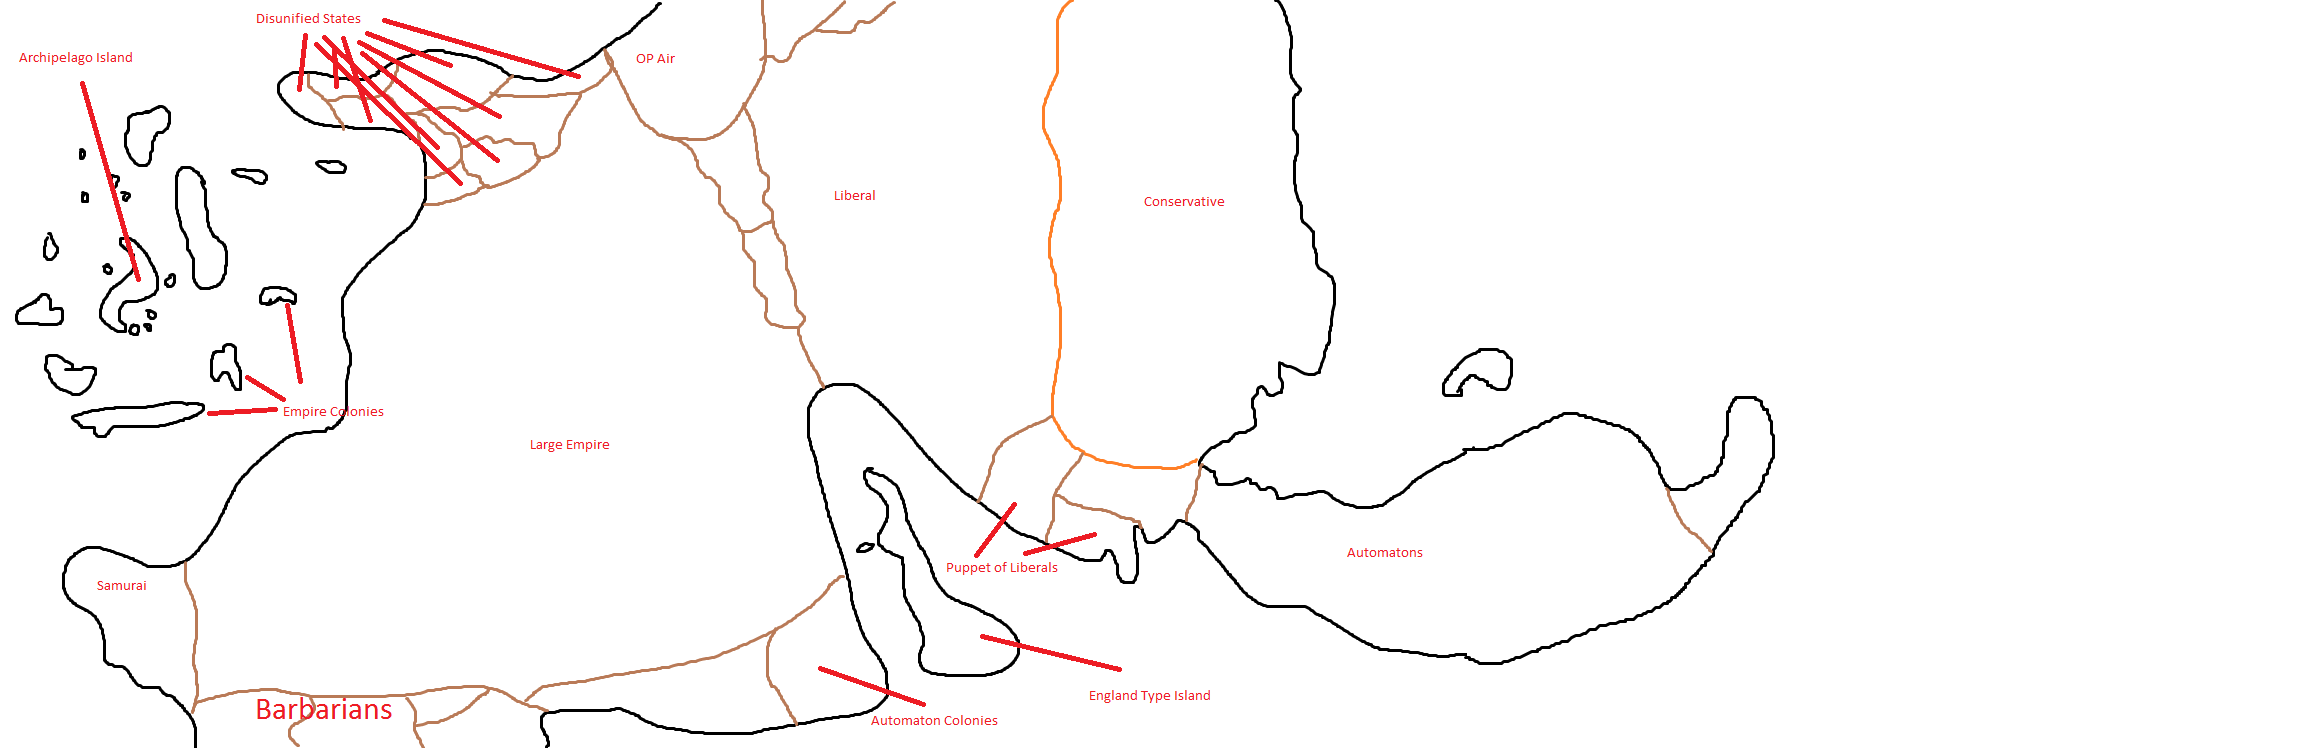 Disunified States
Archipelago Island
OP Air
Liberal
Conservative
Empire Colonies
Large Empire
Automatons
Puppet of Liberals
Samurai
England Type Island
Barbarians
Automaton Colonies